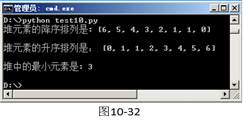 管理员: cmd.exe
D:\>python test10.py
堆元素的降序排列是: [6, 5, 4, 3, 2, 1, 1, 0]
堆元素的升序排列是: [0, 1, 1, 2, 3, 4, 5, 6]
堆中的最小元素是: 3
D:\>
图10-32